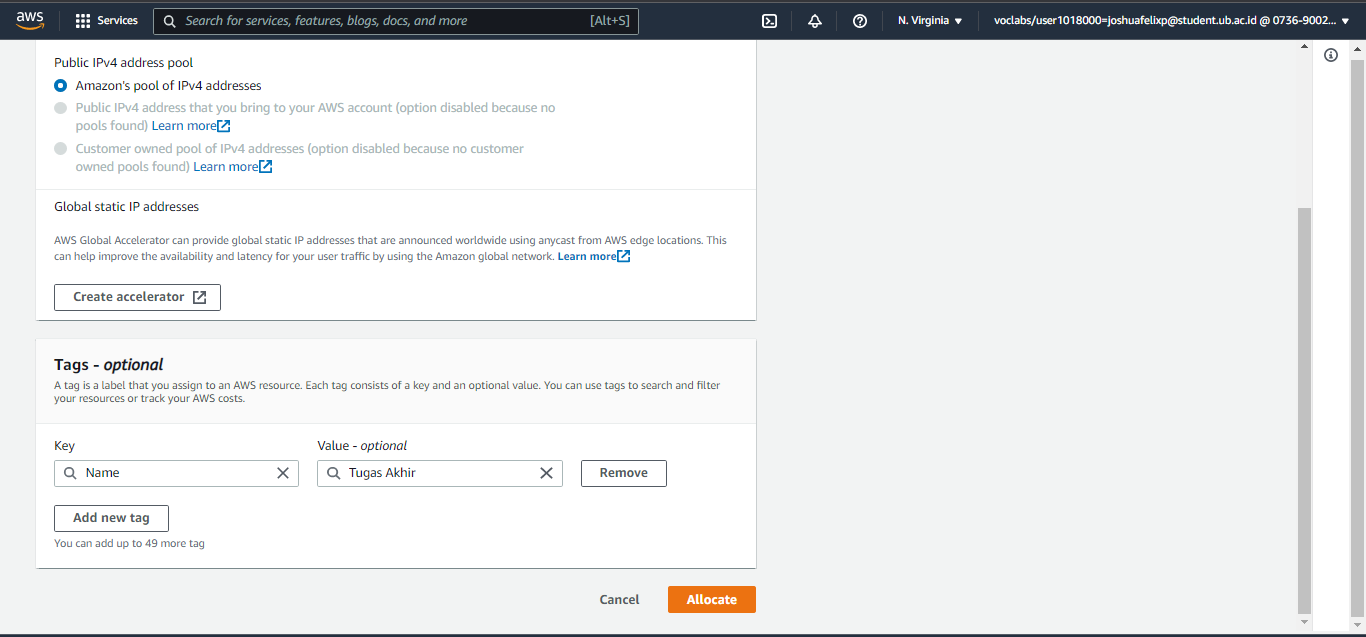 aws
Services
Search for services, features, blogs, docs, and more
[Alt+S]
N. Virginia
voclabs/user1018000=joshuafelixp@student.ub.ac.id @ 0736-9002...
Public IPv4 address pool
Amazon's pool of IPv4 addresses
Public IPv4 address that you bring to your AWS account (option disabled because no
pools found) Learn more
Customer owned pool of IPv4 addresses (option disabled because no customer
owned pools found) Learn more
Global static IP addresses
AWS Global Accelerator can provide global static IP addresses that are announced worldwide using anycast from AWS edge locations. This
can help improve the availability and latency for your user traffic by using the Amazon global network. Learn more
Create accelerator
Tags - optional
A tag is a label that you assign to an AWS resource. Each tag consists of a key and an optional value. You can use tags to search and filter
your resources or track your AWS costs.
Key
Value - optional
Name
Tugas Akhir
Remove
Add new tag
You can add up to 49 more tag
Cancel
Allocate